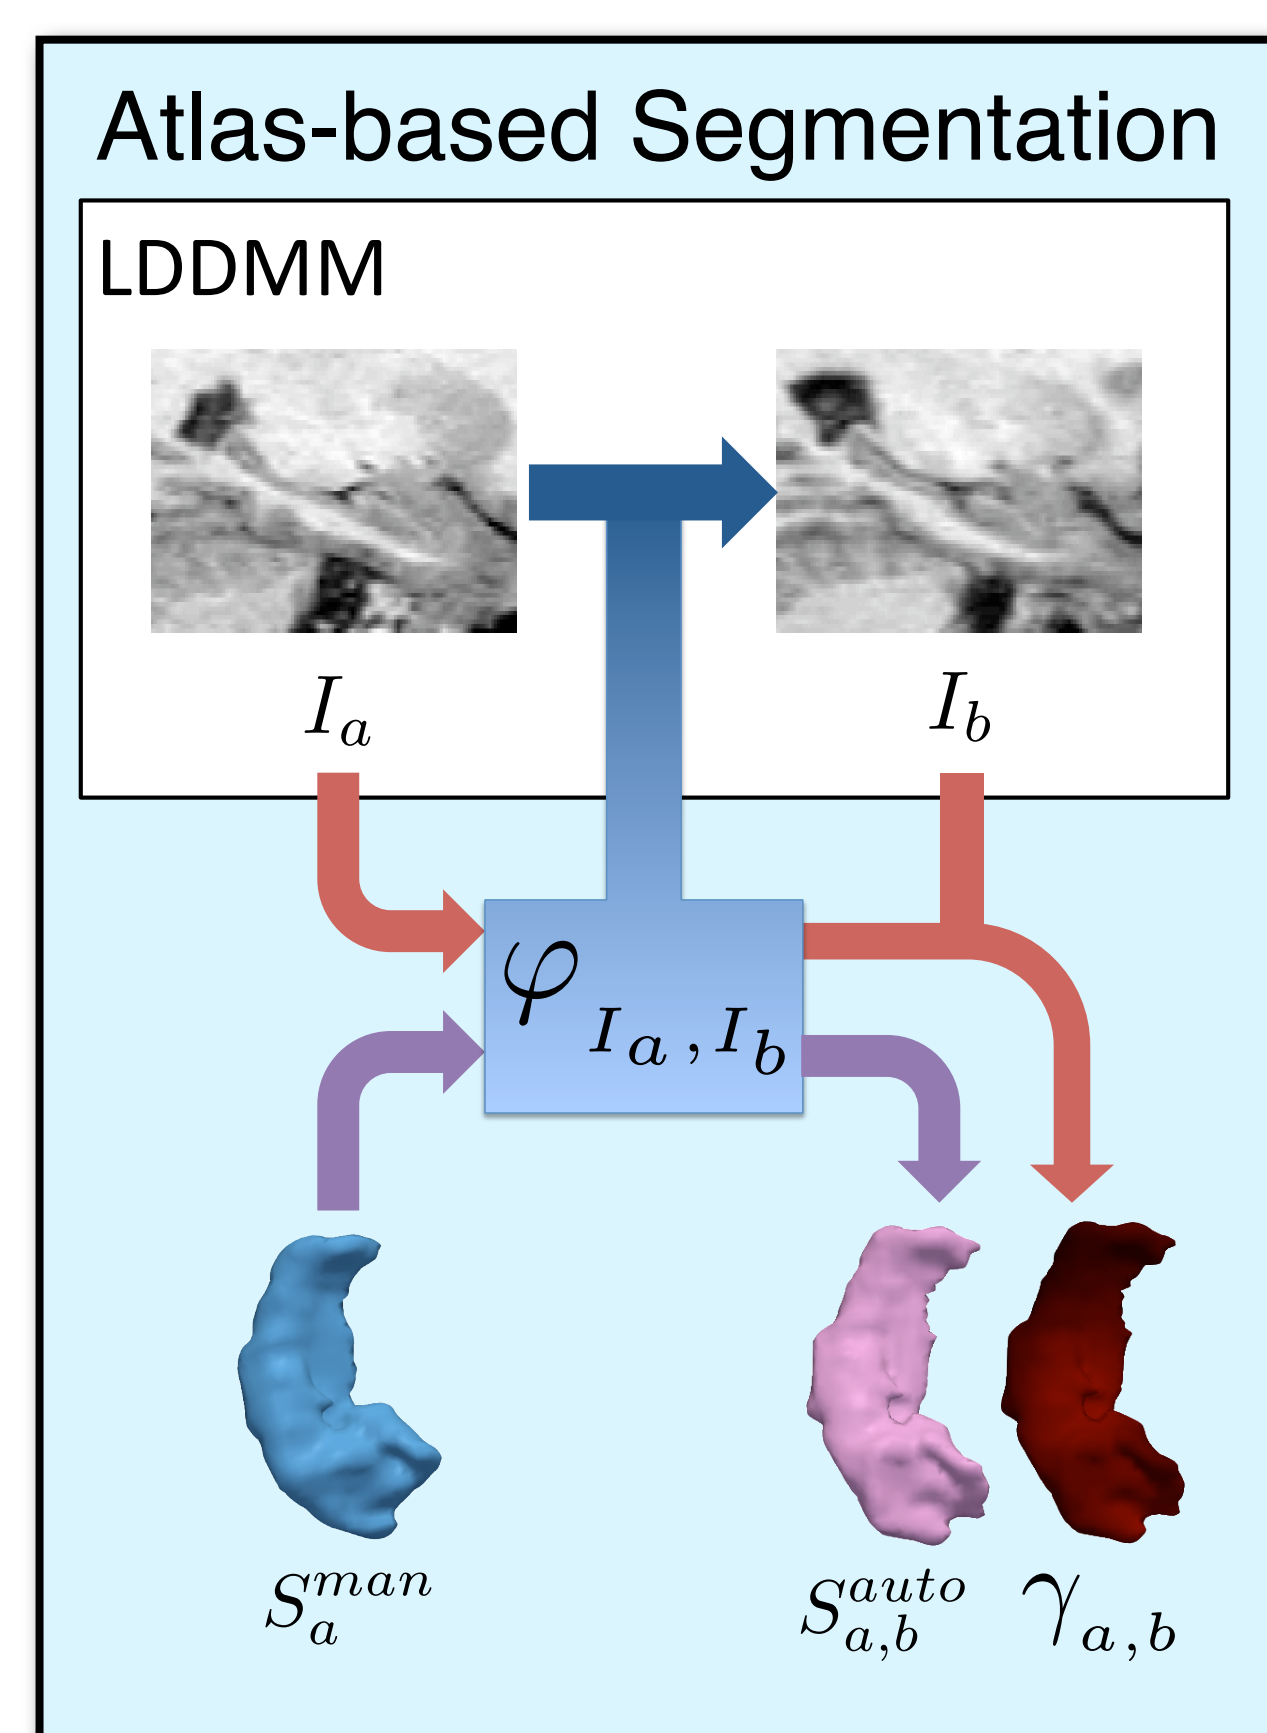 Atlas-based Segmentation
LDDMM
I_a
I_b
φ_{I_a, I_b}
S_a^{man}
S_{a,b}^{auto}
γ_{a,b}